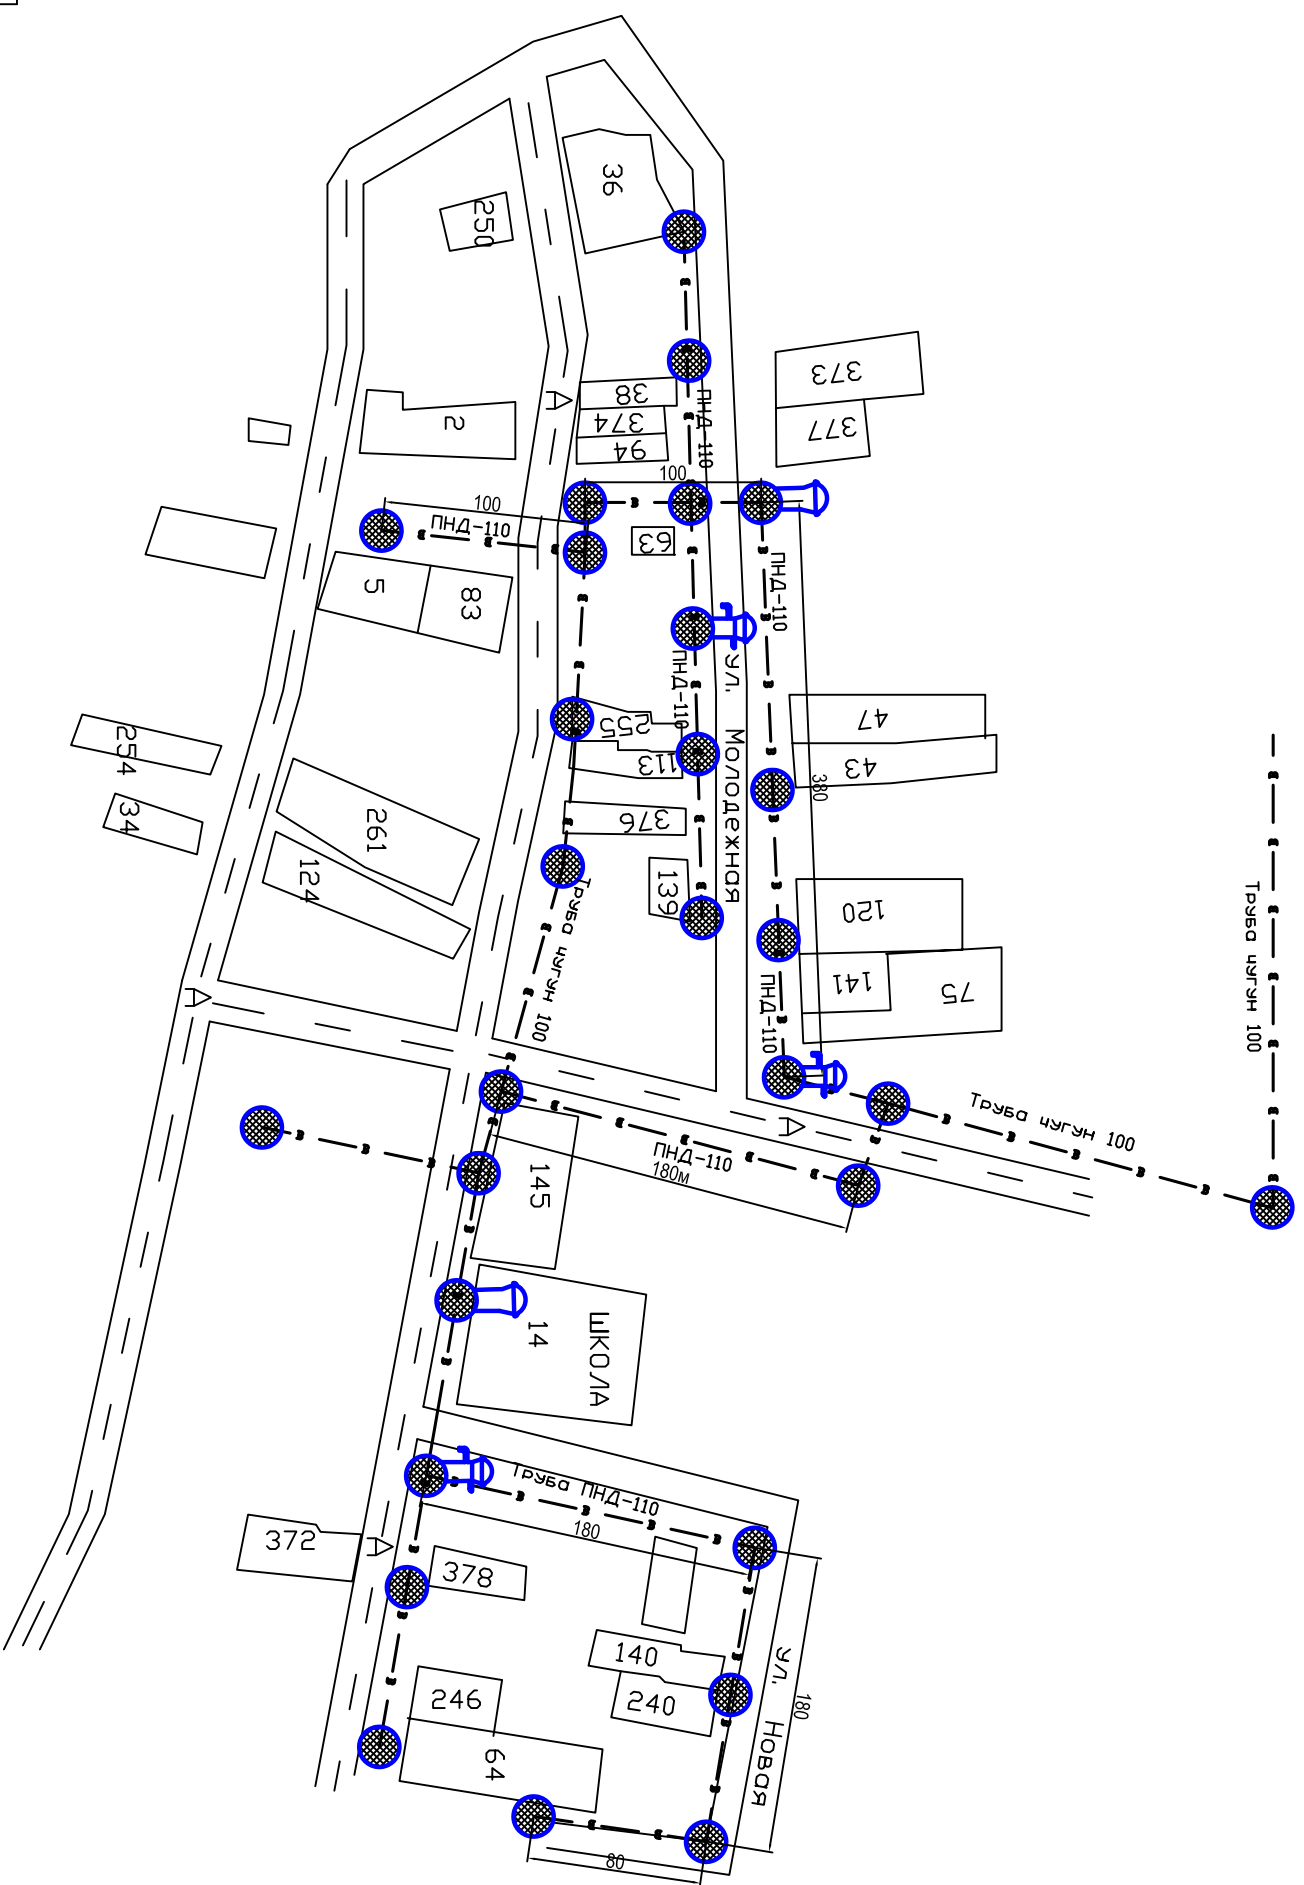 36
250
373
377
2
38
374
94
ПНД-110
100
100
ПНД-110
63
5
83
ПНД-110
ПНД-110
ул. Молодежная
255
113
376
139
47
43
380
254
34
261
124
120
141
75
ПНД-110
Труба чугун 100
Труба чугун 100
Труба чугун 100
ПНД-110
180м
145
14
ШКОЛА
Труба ПНД-110
180
372
378
140
240
246
64
ул. Новая
180
80